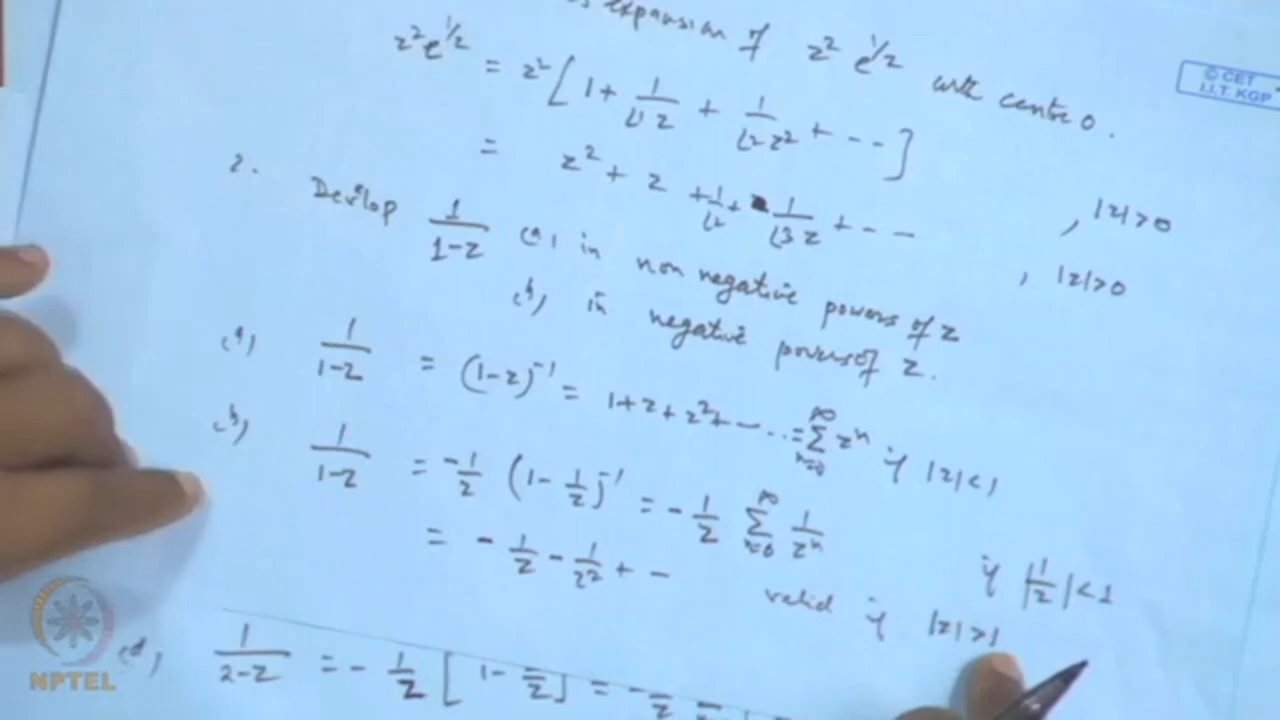 expansion of z² e^{1/z} with centre 0.
© CET
I.I.T. KGP
z² e^{1/z} = z² [ 1 + 1/(∟1 z) + 1/(∟2 z²) + -- ] , |z| > 0
= z² + z + 1/∟2 + 1/(∟3 z) + --- , |z| > 0
2. Develop 1/(1-z) (a) in non negative powers of z
(b) in negative powers of z.
(a) 1/(1-z) = (1-z)^{-1} = 1 + z + z² + --... = ∑_{n=0}^{∞} z^n if |z| < 1
(b) 1/(1-z) = -1/z (1 - 1/z)^{-1} = - 1/z ∑_{n=0}^{∞} 1/z^n if |1/z| < 1
= - 1/z - 1/z² + - valid if |z| > 1
(d) 1/(2-z) = - 1/z [ 1 -
NPTEL